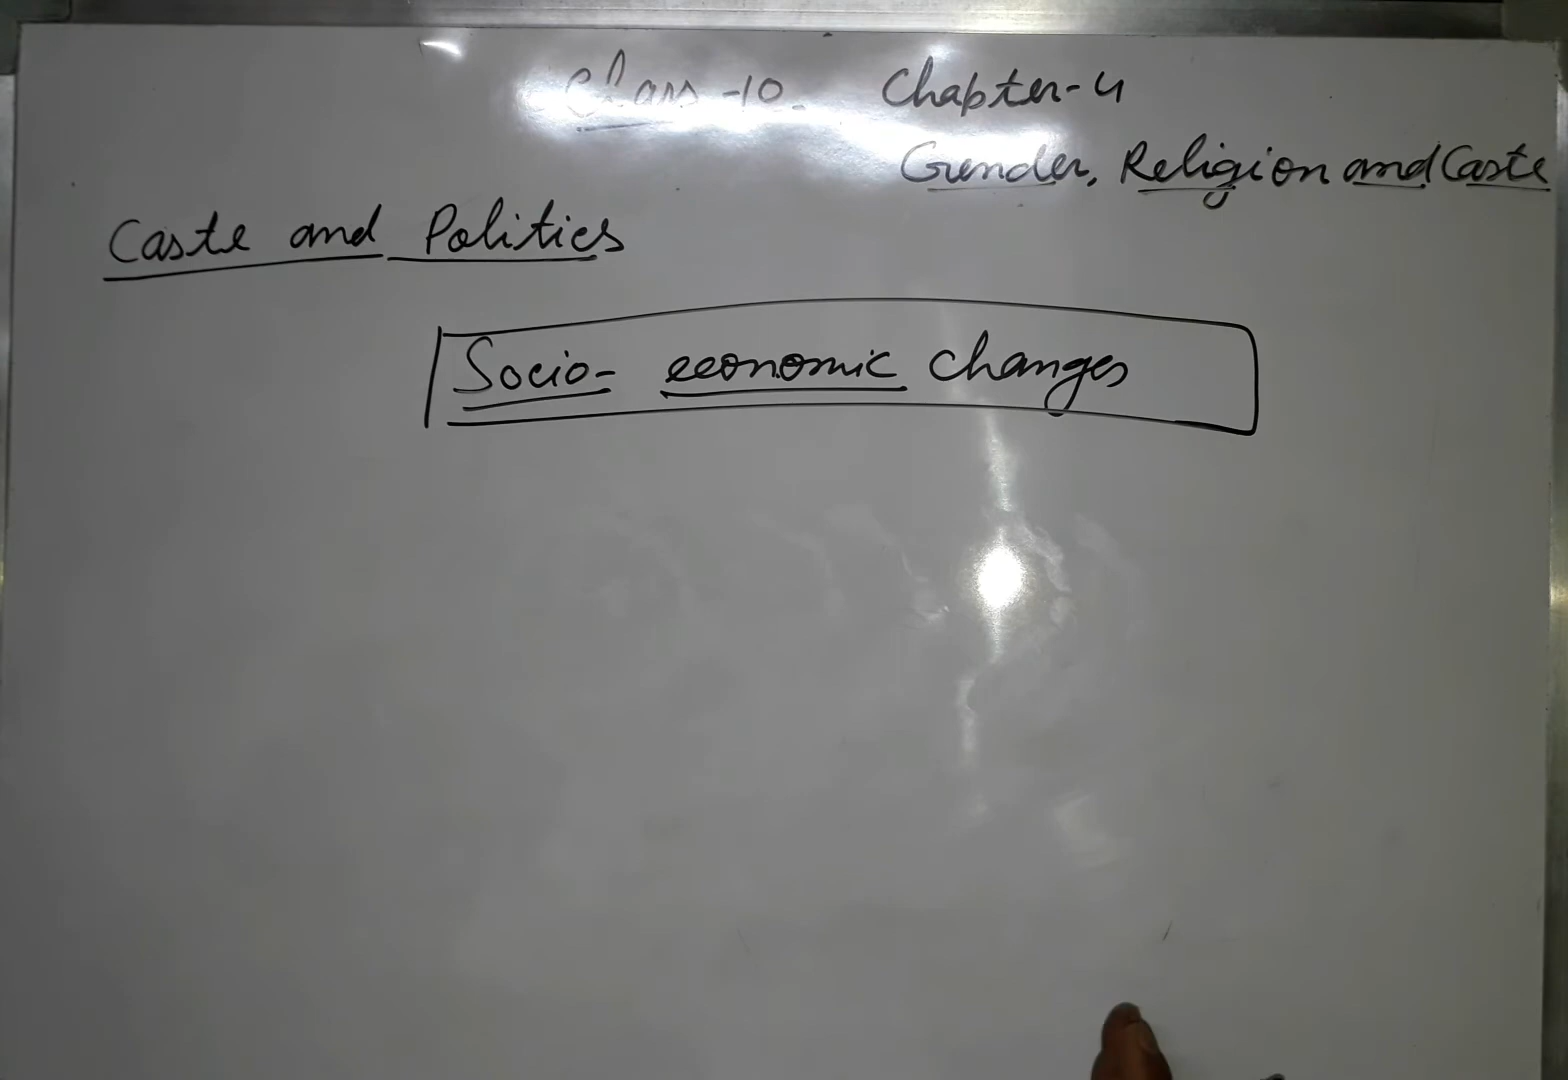 Class-10. Chapter-4
Gender, Religion and Caste
Caste and Politics
Socio- economic changes